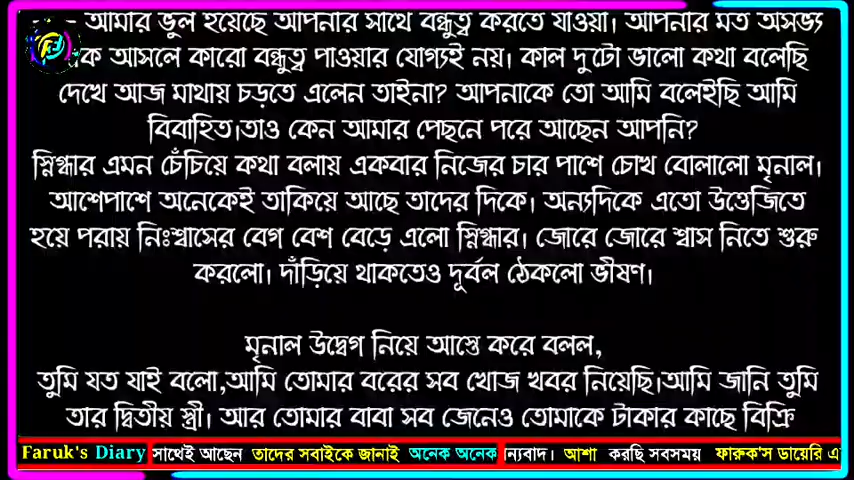 - আমার ভুল হয়েছে আপনার সাথে বন্ধুত্ব করতে যাওয়া। আপনার মত অসভ্য
আসলে কারো বন্ধুত্ব পাওয়ার যোগ্যই নয়। কাল দুটো ভালো কথা বলেছি
দেখে আজ মাথায় চড়তে এলেন তাইনা? আপনাকে তো আমি বলেইছি আমি
বিবাহিত।তাও কেন আমার পেছনে পরে আছেন আপনি?
স্নিগ্ধার এমন চেঁচিয়ে কথা বলায় একবার নিজের চার পাশে চোখ বোলালো মৃনাল।
আশেপাশে অনেকেই তাকিয়ে আছে তাদের দিকে। অন্যদিকে এতো উত্তেজিতে
হয়ে পরায় নিঃশ্বাসের বেগ বেশ বেড়ে এলো স্নিগ্ধার। জোরে জোরে শ্বাস নিতে শুরু
করলো। দাঁড়িয়ে থাকতেও দূর্বল ঠেকলো ভীষণ।
মৃনাল উদ্বেগ নিয়ে আস্তে করে বলল,
তুমি যত যাই বলো,আমি তোমার বরের সব খোজ খবর নিয়েছি।আমি জানি তুমি
তার দ্বিতীয় স্ত্রী। আর তোমার বাবা সব জেনেও তোমাকে টাকার কাছে বিক্রি
Faruk's Diary সাথেই আছেন তাদের সবাইকে জানাই অনেক অনেক ন্যবাদ। আশা করছি সবসময় ফারুক'স ডায়েরি এ